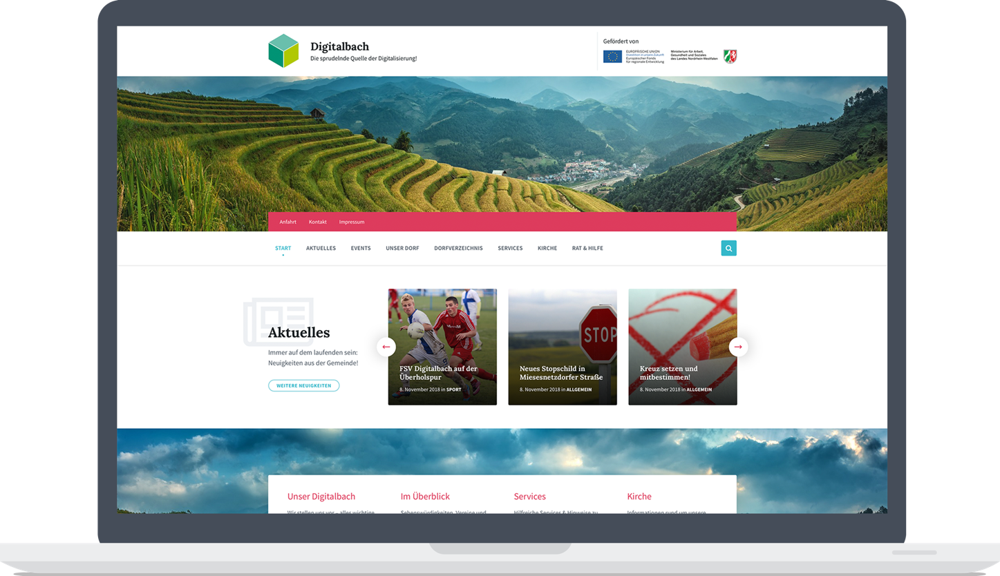 Digitalbach
Die sprudelnde Quelle der Digitalisierung!
Gefördert von
EUROPÄISCHE UNION
Investition in unsere Zukunft
Europäischer Fonds
für regionale Entwicklung
Ministerium für Arbeit,
Gesundheit und Soziales
des Landes Nordrhein-Westfalen
Anfahrt Kontakt Impressum
START AKTUELLES EVENTS UNSER DORF DORFVERZEICHNIS SERVICES KIRCHE RAT & HILFE
Aktuelles
Immer auf dem laufenden sein:
Neuigkeiten aus der Gemeinde!
WEITERE NEUIGKEITEN
FSV Digitalbach auf der
Überholspur
8. November 2018 in SPORT
STOP
Neues Stopschild in
Miesesnetzdorfer Straße
8. November 2018 in ALLGEMEIN
Kreuz setzen und
mitbestimmen!
8. November 2018 in ALLGEMEIN
Unser Digitalbach Im Überblick Services Kirche
Wir stellen uns vor – alles wichtige Sehenswürdigkeiten, Vereine und Hilfreiche Services & Hinweise zu Informationen rund um unsere